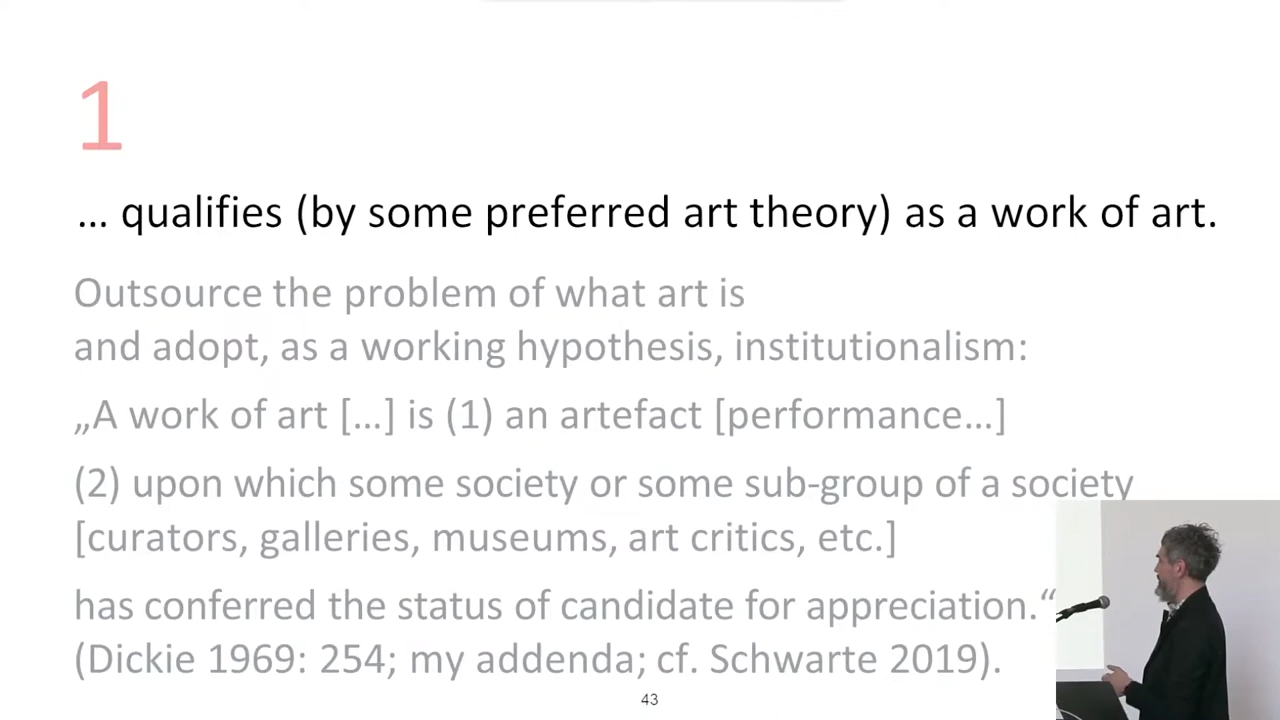 1
… qualifies (by some preferred art theory) as a work of art.
Outsource the problem of what art is
and adopt, as a working hypothesis, institutionalism:
„A work of art […] is (1) an artefact [performance…]
(2) upon which some society or some sub-group of a society
[curators, galleries, museums, art critics, etc.]
has conferred the status of candidate for appreciation.“
(Dickie 1969: 254; my addenda; cf. Schwarte 2019).
43